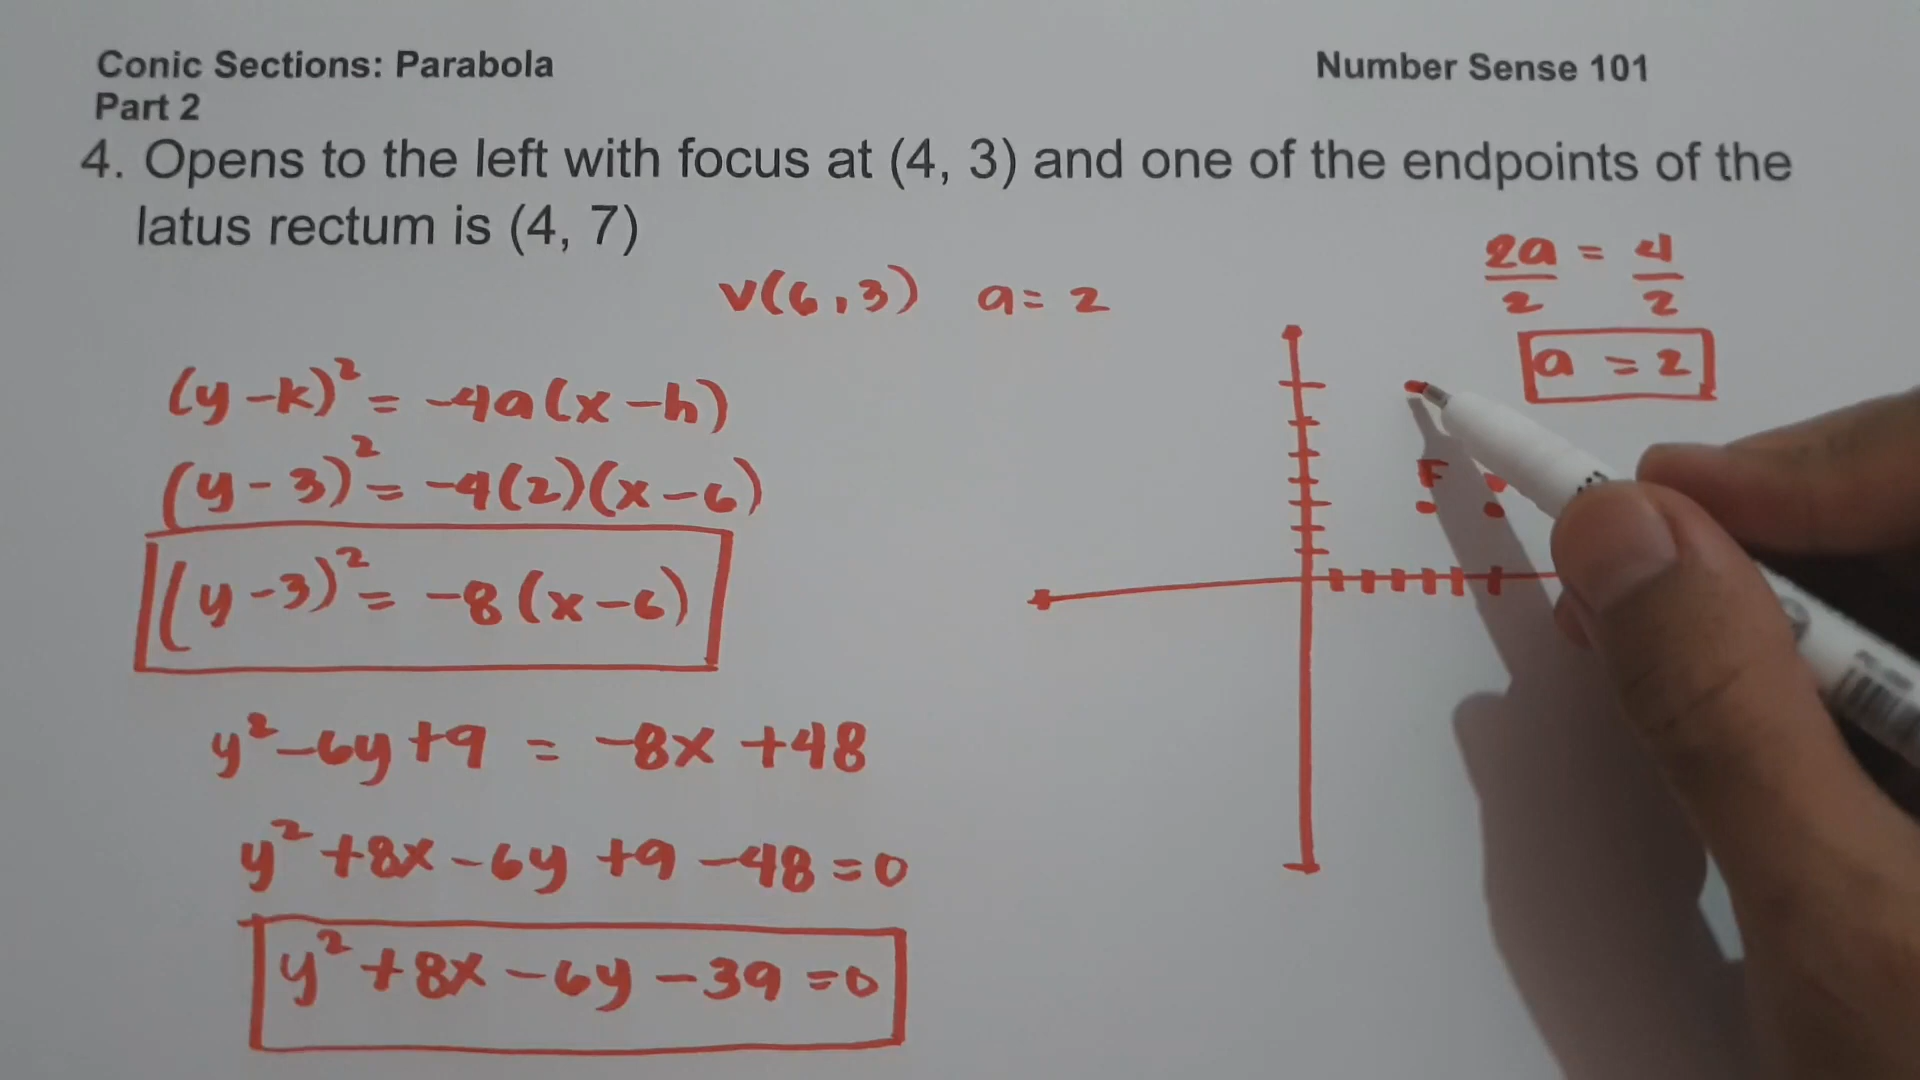 Conic Sections: Parabola
Number Sense 101
Part 2
4. Opens to the left with focus at (4, 3) and one of the endpoints of the
latus rectum is (4, 7)
2a/2 = 4/2
a = 2
V(6,3) a = 2
(y-k)² = -4a(x-h)
(y-3)² = -4(2)(x-6)
(y-3)² = -8(x-6)
F
y²-6y+9 = -8x+48
y²+8x-6y+9-48=0
y²+8x-6y-39=0